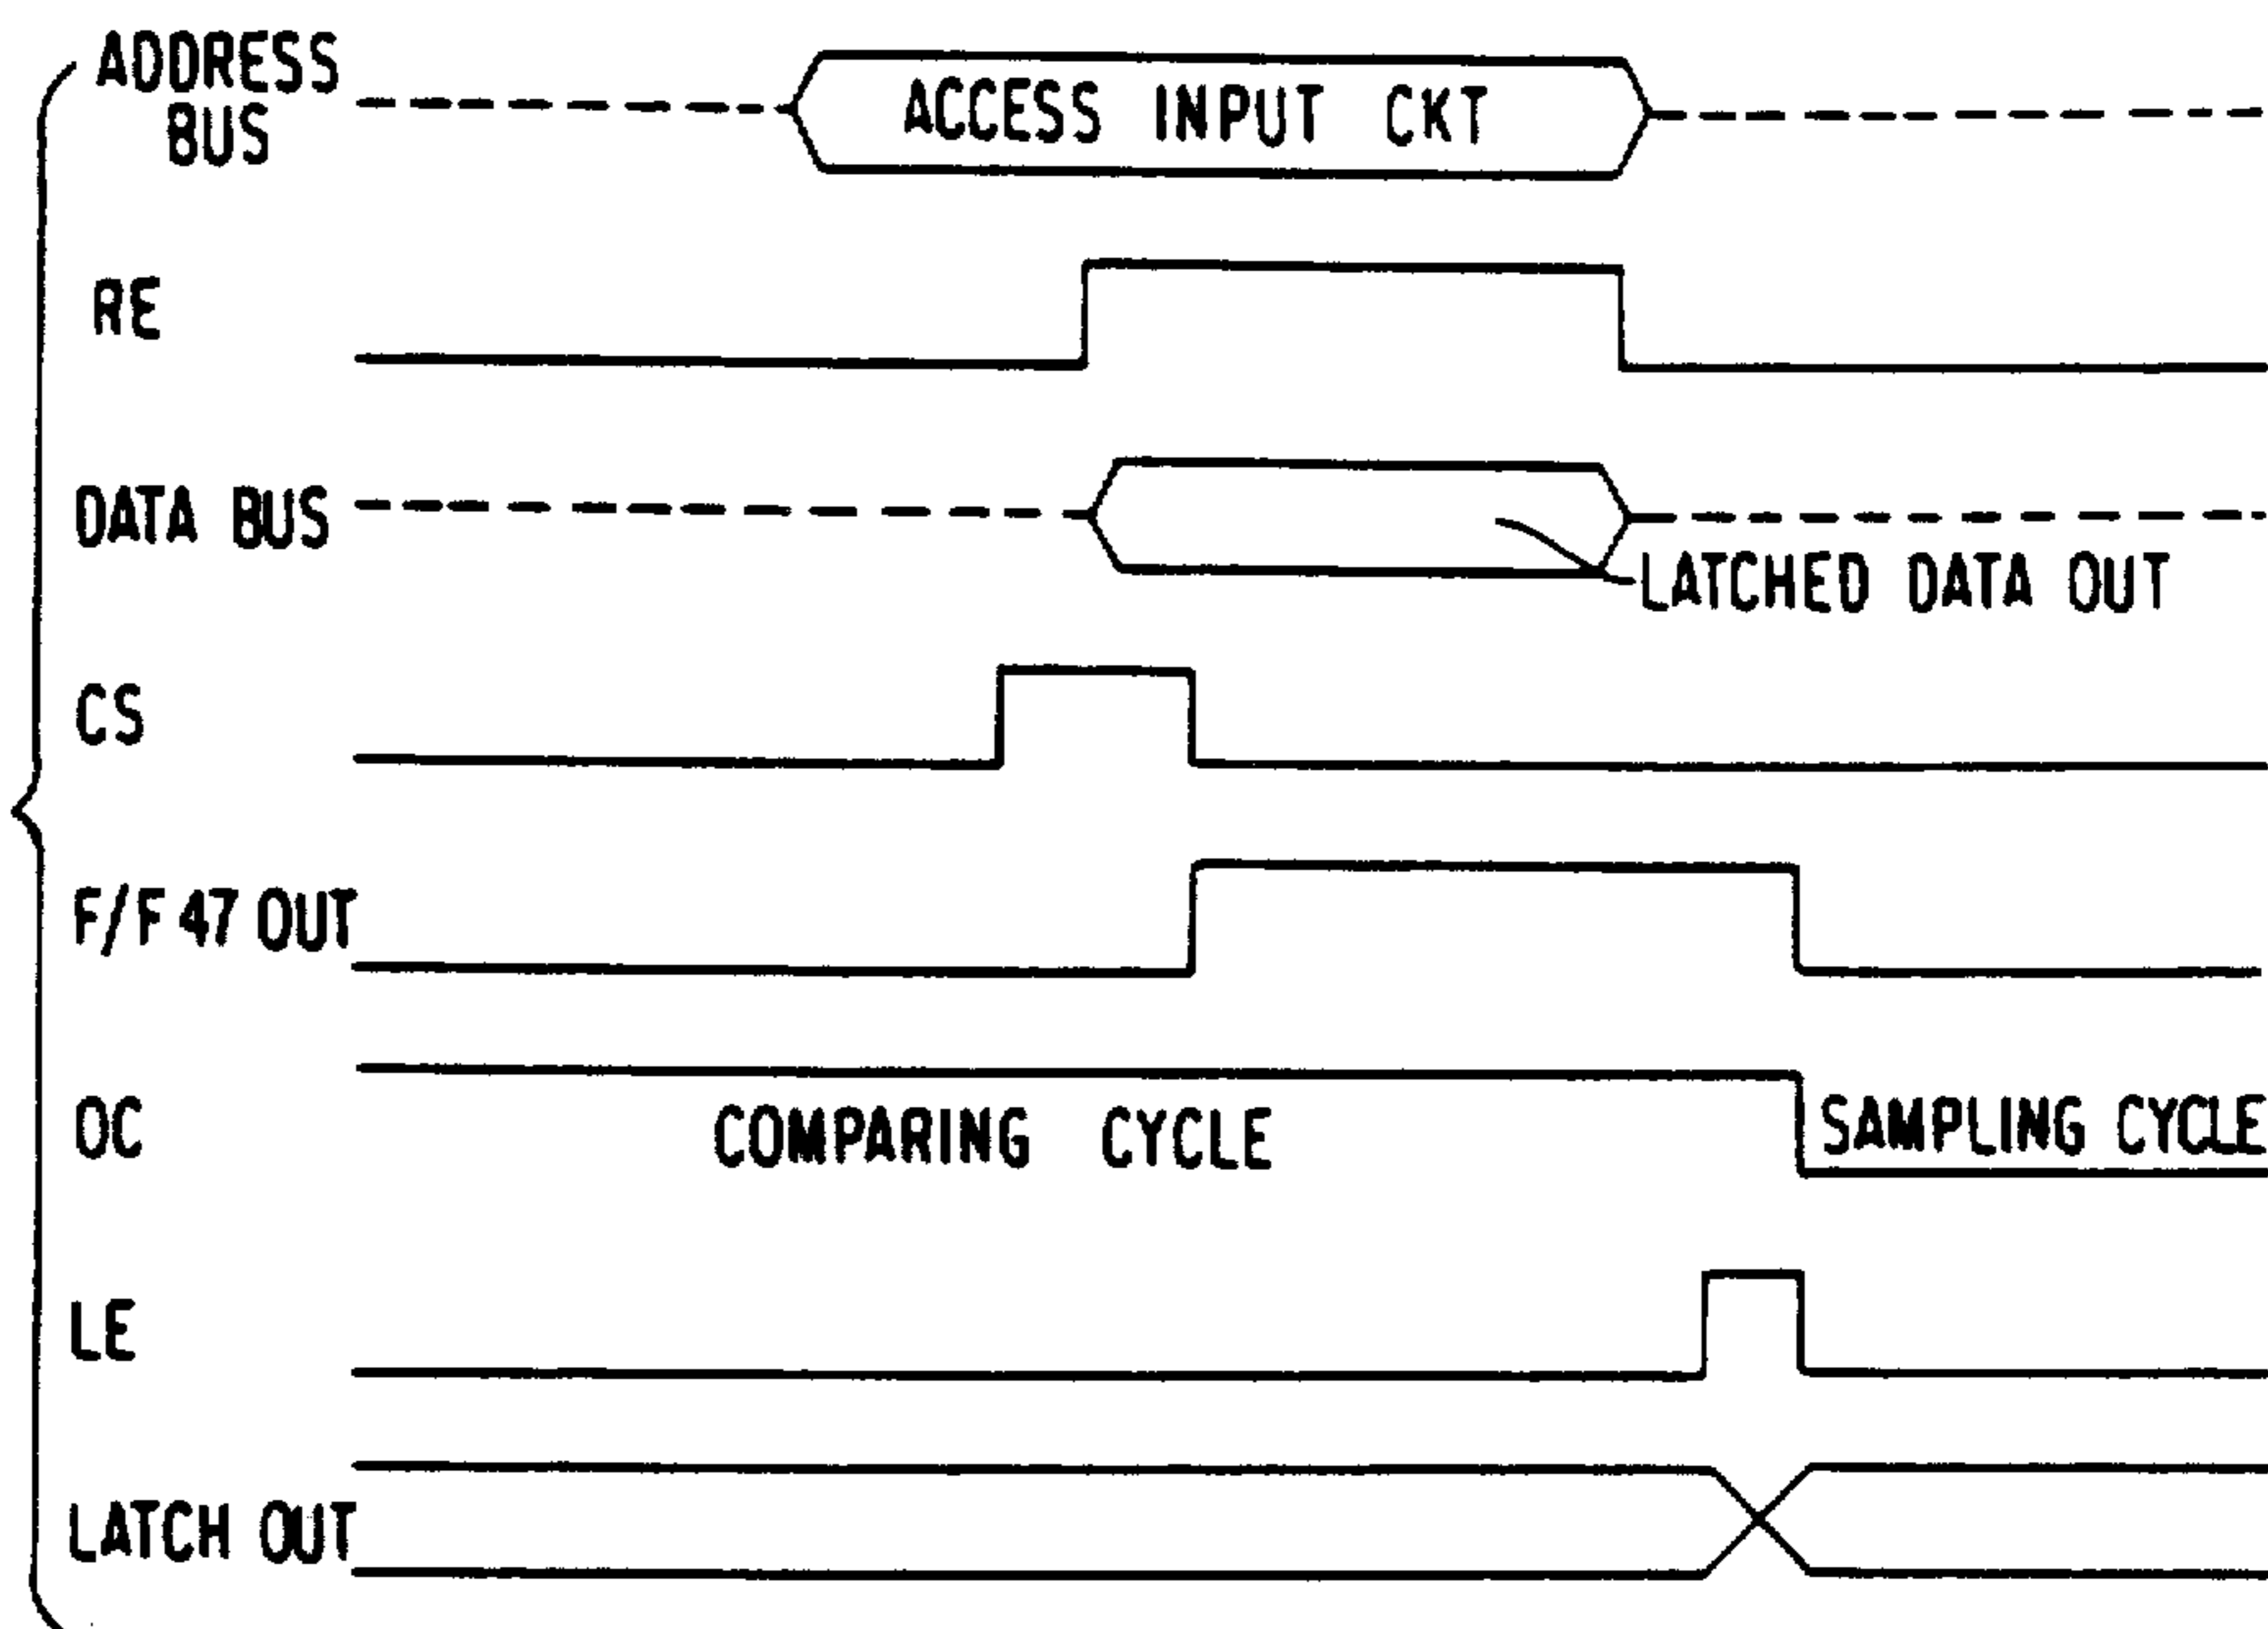 ADDRESS
BUS
ACCESS INPUT CKT
RE
DATA BUS
LATCHED DATA OUT
CS
F/F 47 OUT
OC
COMPARING CYCLE
SAMPLING CYCLE
LE
LATCH OUT